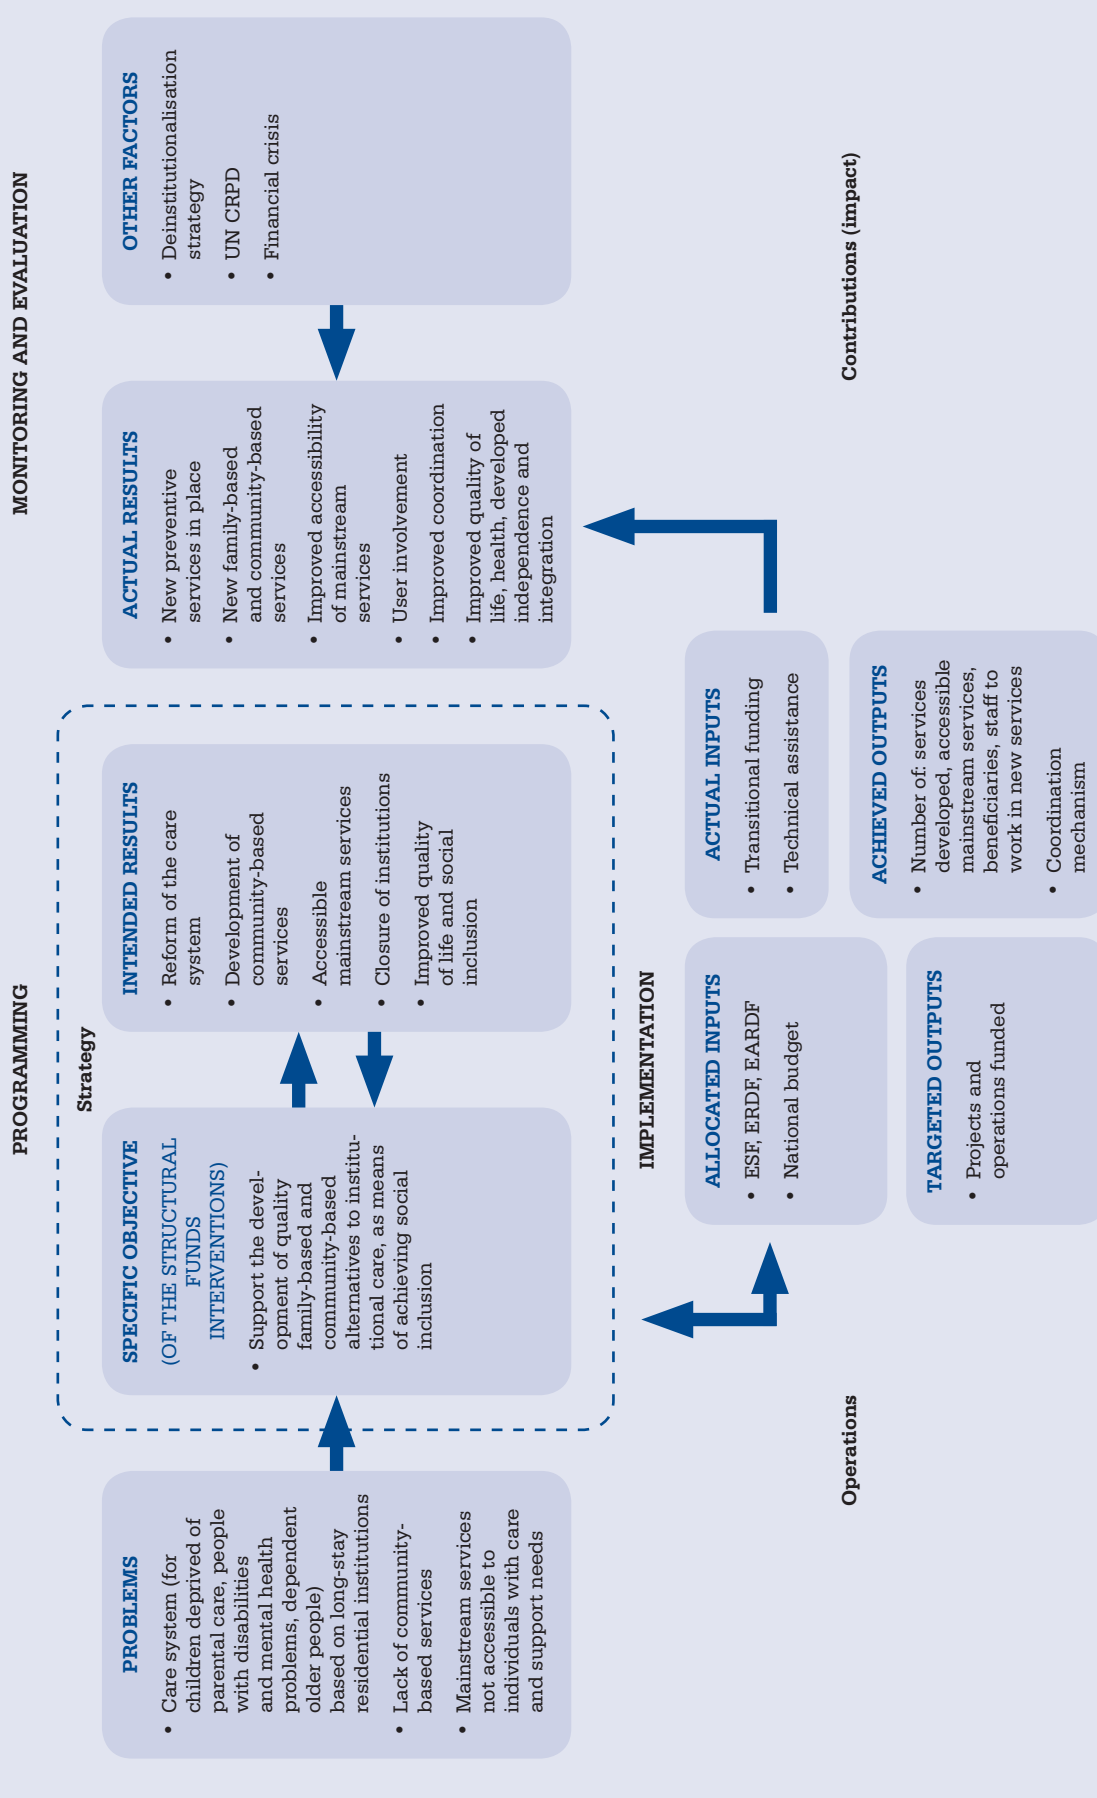 PROGRAMMING
MONITORING AND EVALUATION
Strategy
PROBLEMS
• Care system (for
children deprived of
parental care, people
with disabilities
and mental health
problems, dependent
older people)
based on long-stay
residential institutions
• Lack of community-
based services
• Mainstream services
not accessible to
individuals with care
and support needs
SPECIFIC OBJECTIVE
(OF THE STRUCTURAL
FUNDS
INTERVENTIONS)
• Support the devel-
opment of quality
family-based and
community-based
alternatives to institu-
tional care, as means
of achieving social
inclusion
INTENDED RESULTS
• Reform of the care
system
• Development of
community-based
services
• Accessible
mainstream services
• Closure of institutions
• Improved quality
of life and social
inclusion
ACTUAL RESULTS
• New preventive
services in place
• New family-based
and community-based
services
• Improved accessibility
of mainstream
services
• User involvement
• Improved coordination
• Improved quality of
life, health, developed
independence and
integration
OTHER FACTORS
• Deinstitutionalisation
strategy
• UN CRPD
• Financial crisis
IMPLEMENTATION
Operations
ALLOCATED INPUTS
• ESF, ERDF, EARDF
• National budget
TARGETED OUTPUTS
• Projects and
operations funded
ACTUAL INPUTS
• Transitional funding
• Technical assistance
ACHIEVED OUTPUTS
• Number of: services
developed, accessible
mainstream services,
beneficiaries, staff to
work in new services
• Coordination
mechanism
Contributions (impact)